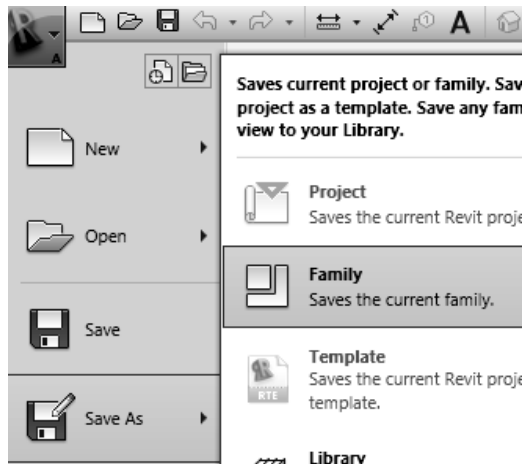 A
A
Saves current project or family. Sav
project as a template. Save any fam
view to your Library.
New
Project
Saves the current Revit proje
Open
Family
Saves the current family.
Save
Template
Saves the current Revit proje
template.
RTE
Save As
Library